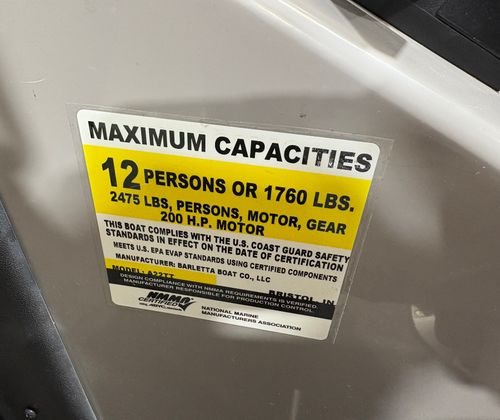 MAXIMUM CAPACITIES
12 PERSONS OR 1760 LBS.
2475 LBS, PERSONS, MOTOR, GEAR
200 H.P. MOTOR
THIS BOAT COMPLIES WITH THE U.S. COAST GUARD SAFETY
STANDARDS IN EFFECT ON THE DATE OF CERTIFICATION
MEETS U.S. EPA EVAP STANDARDS USING CERTIFIED COMPONENTS
MANUFACTURER: BARLETTA BOAT CO., LLC
MODEL: A22TT BRISTOL, IN
DESIGN COMPLIANCE WITH NMMA REQUIREMENTS IS VERIFIED.
MANUFACTURER RESPONSIBLE FOR PRODUCTION CONTROL.
NMMA
CERTIFIED
NATIONAL MARINE
MANUFACTURERS ASSOCIATION